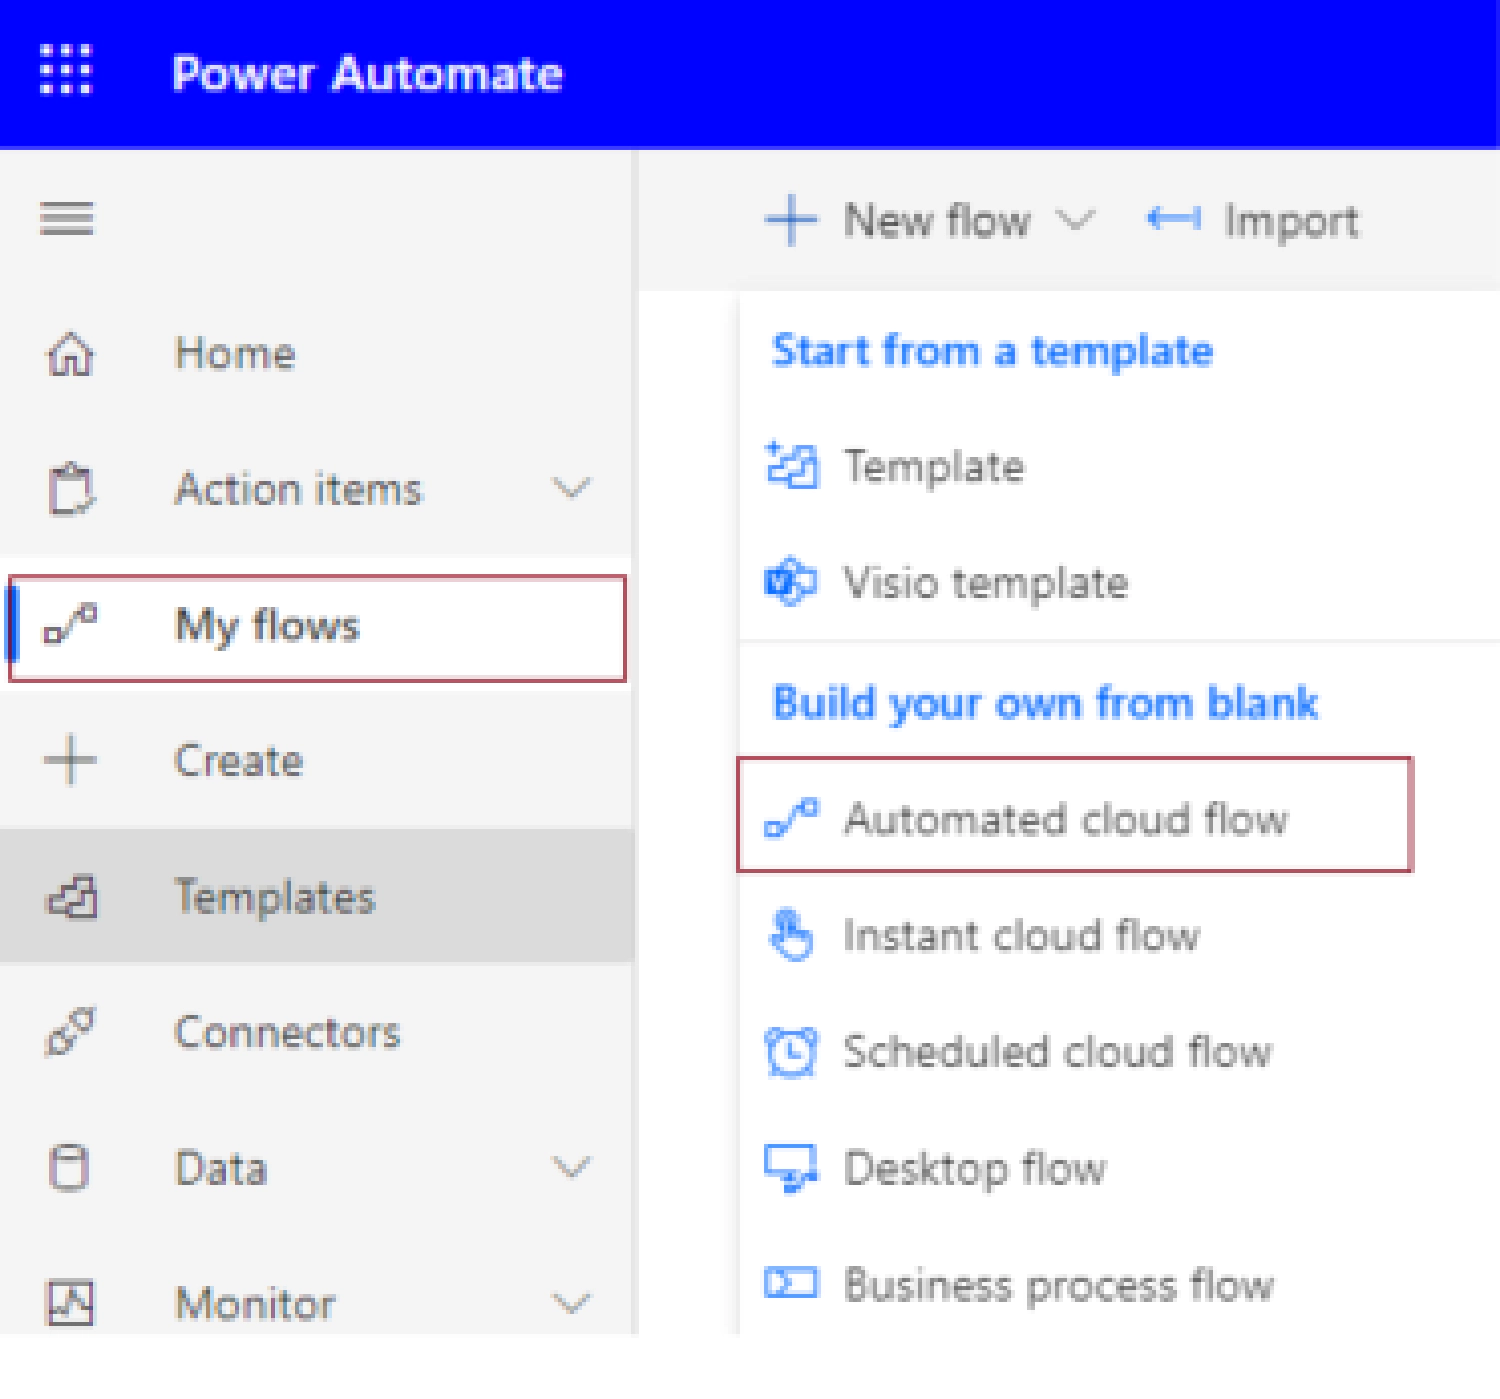 Power Automate
Home
Action items
My flows
Create
Templates
Connectors
Data
Monitor
New flow
Import
Start from a template
Template
Visio template
Build your own from blank
Automated cloud flow
Instant cloud flow
Scheduled cloud flow
Desktop flow
Business process flow